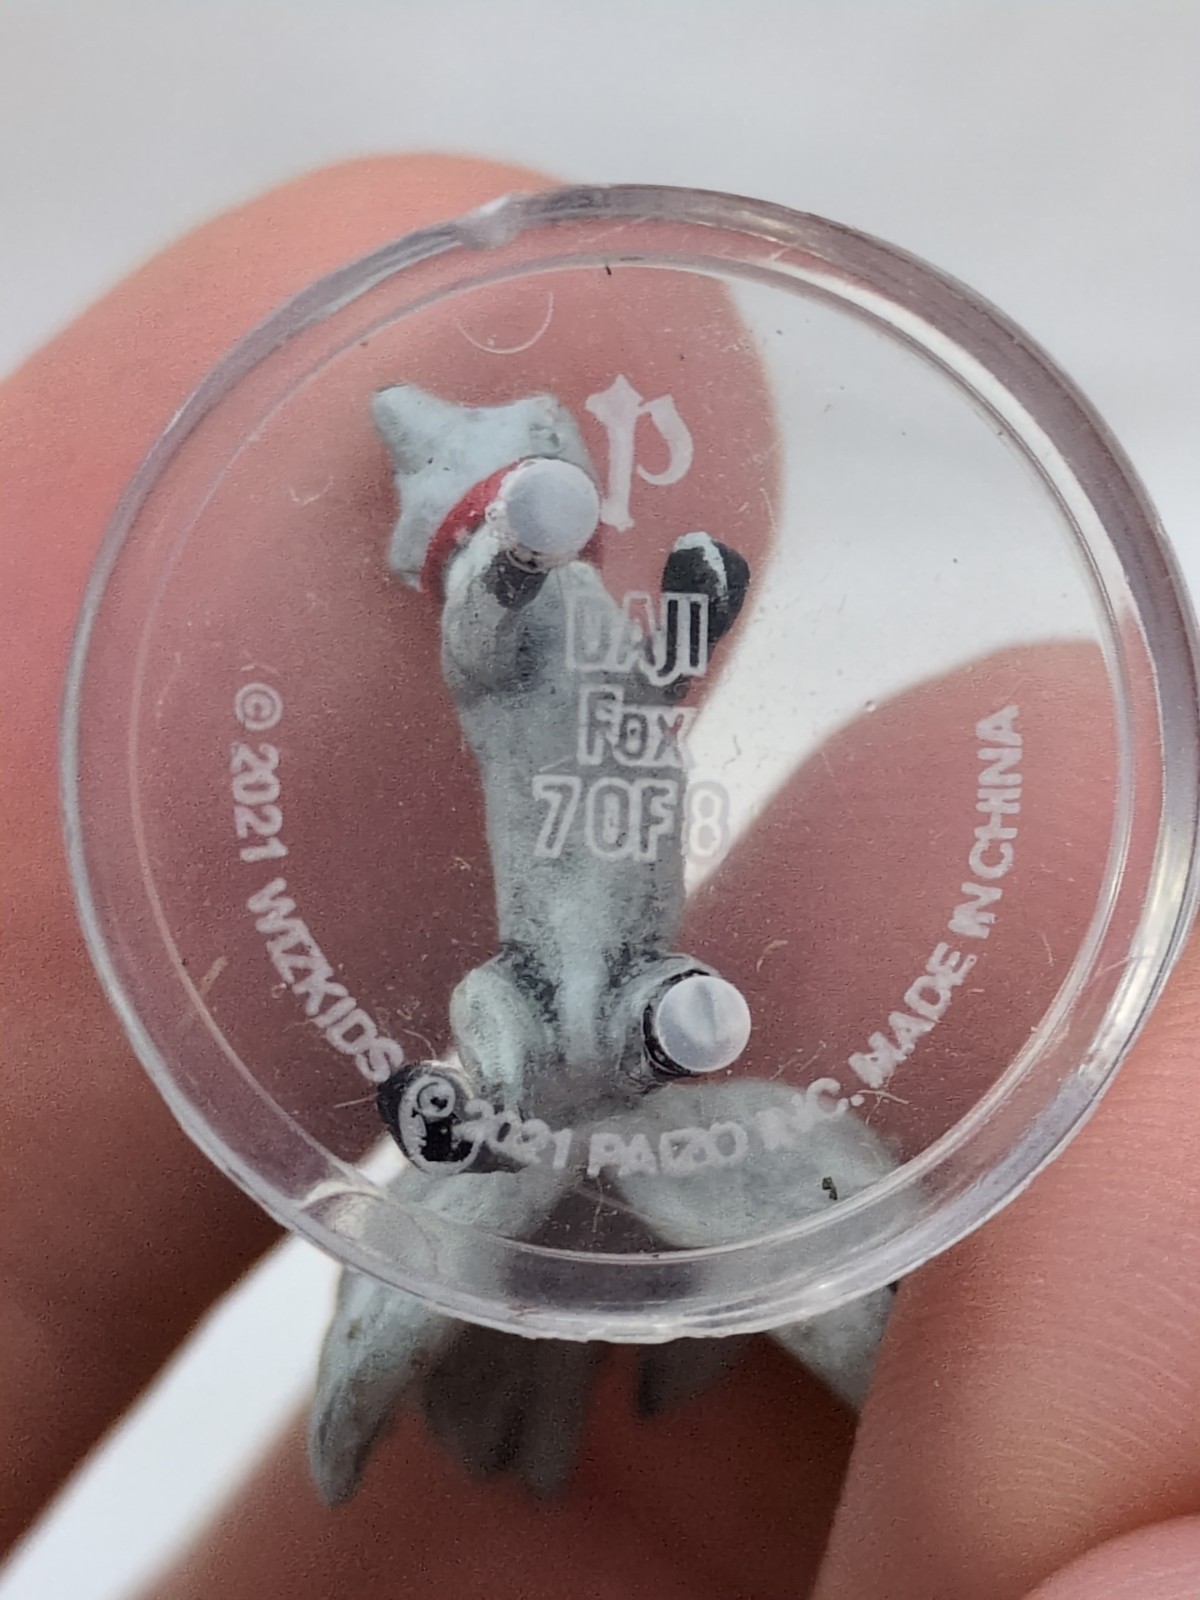 p
DAJI
FOX
7 OF 8
© 2021 WIZKIDS © 2021 PAIZO INC. MADE IN CHINA